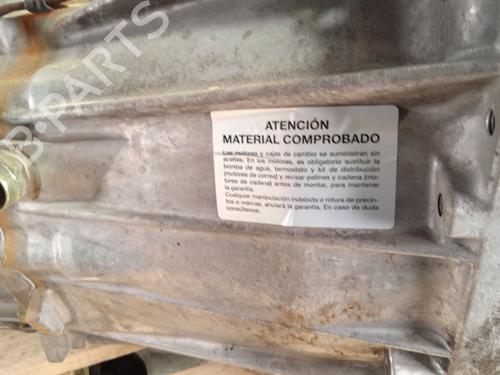 ATENCIÓN
MATERIAL COMPROBADO
Los motores y cajas de cambio se suministran sin
aceites. En los motores, es obligatorio sustituir la
bomba de agua, termostato y kit de distribución
(motores de correa) y revisar patines y cadena (mo-
tores de cadena) antes de montar, para mantener
la garantía.
Cualquier manipulación indebida o rotura de precin-
tos o marcas, anulará la garantía. En caso de duda
consúltenos.